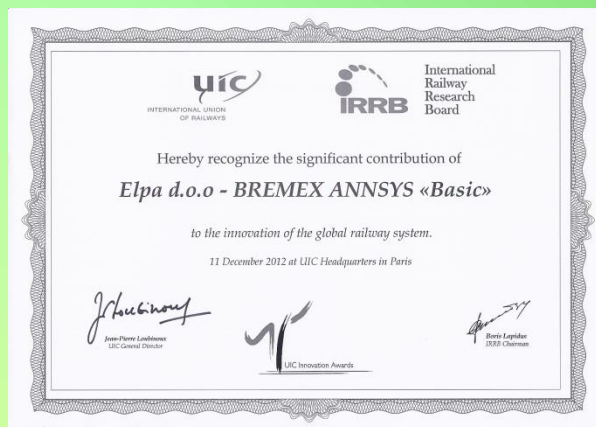 uic
INTERNATIONAL UNION
OF RAILWAYS
IRRB
International
Railway
Research
Board
Hereby recognize the significant contribution of
Elpa d.o.o - BREMEX ANNSYS «Basic»
to the innovation of the global railway system.
11 December 2012 at UIC Headquarters in Paris
Jean-Pierre Loubinoux
UIC General Director
UIC Innovation Awards
Boris Lapidus
IRRB Chairman